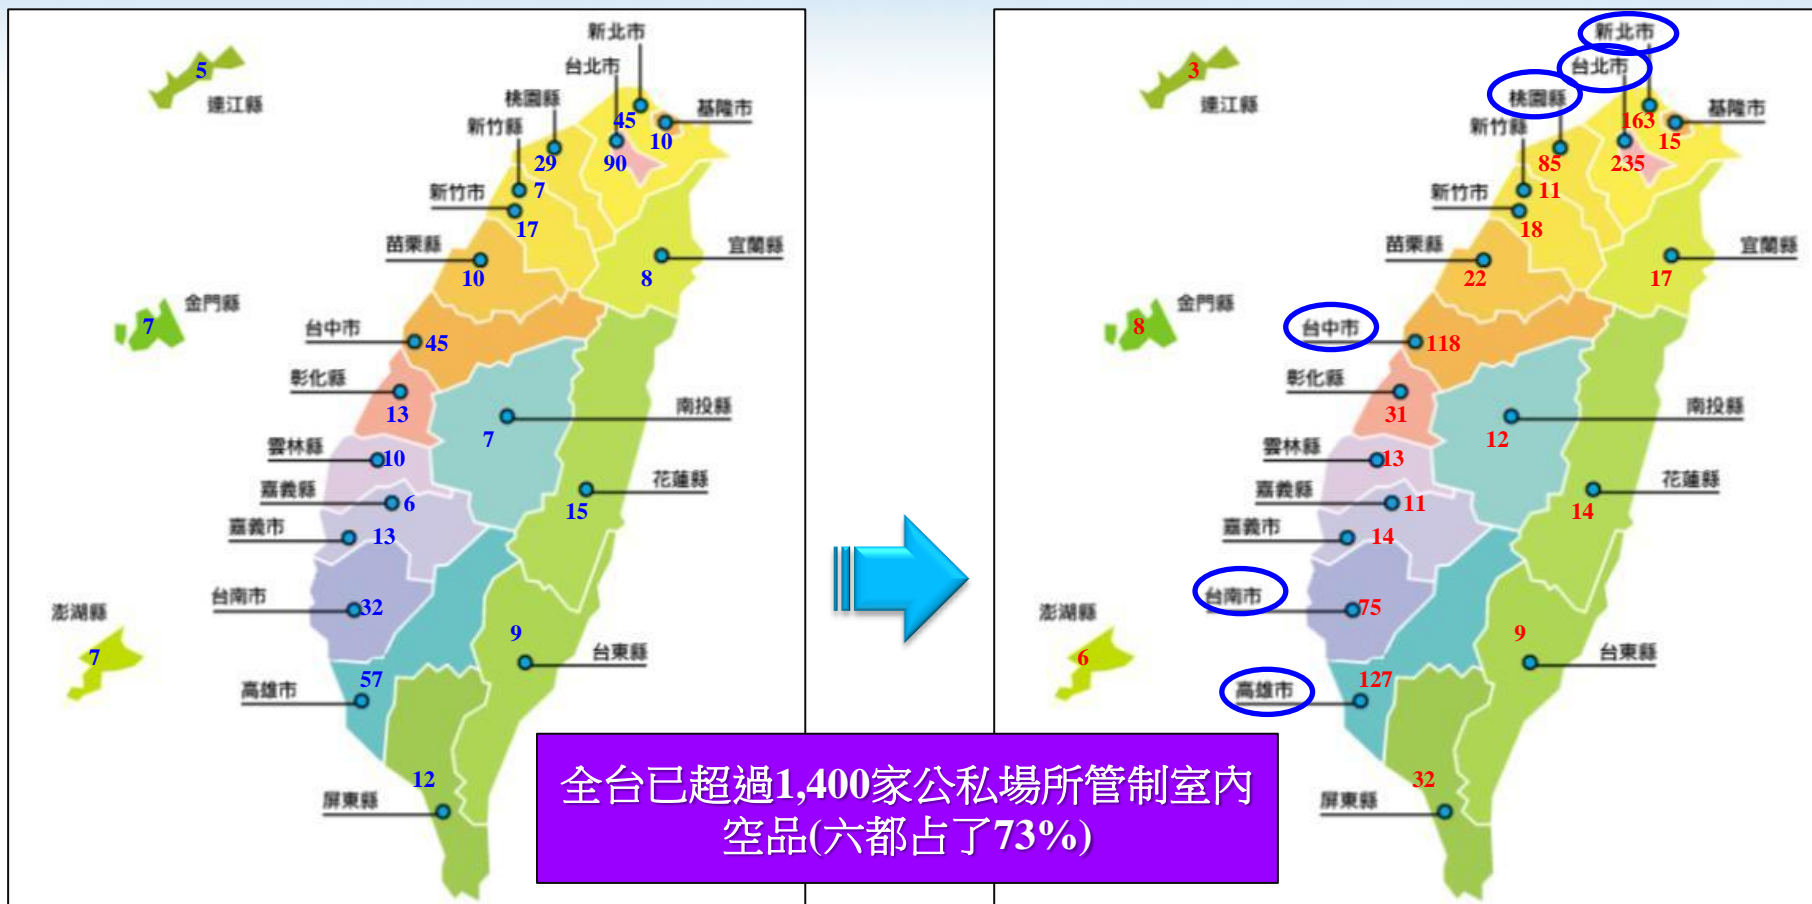 新北市
5
台北市
連江縣
桃園縣
45
基隆市
新竹縣
10
29
90
7
新竹市
17
苗栗縣
宜蘭縣
10
8
金門縣
7
台中市
45
彰化縣
13
南投縣
7
雲林縣
10
花蓮縣
嘉義縣
6
15
嘉義市
13
台南市
32
澎湖縣
9
7
台東縣
57
高雄市
12
屏東縣
新北市
3
台北市
桃園縣
連江縣
163
基隆市
新竹縣
15
85
235
11
新竹市
18
苗栗縣
宜蘭縣
22
17
金門縣
8
台中市
118
彰化縣
31
南投縣
12
雲林縣
13
花蓮縣
嘉義縣
11
14
嘉義市
14
台南市
75
澎湖縣
9
6
台東縣
127
高雄市
32
屏東縣
全台已超過1,400家公私場所管制室內
空品(六都占了73%)